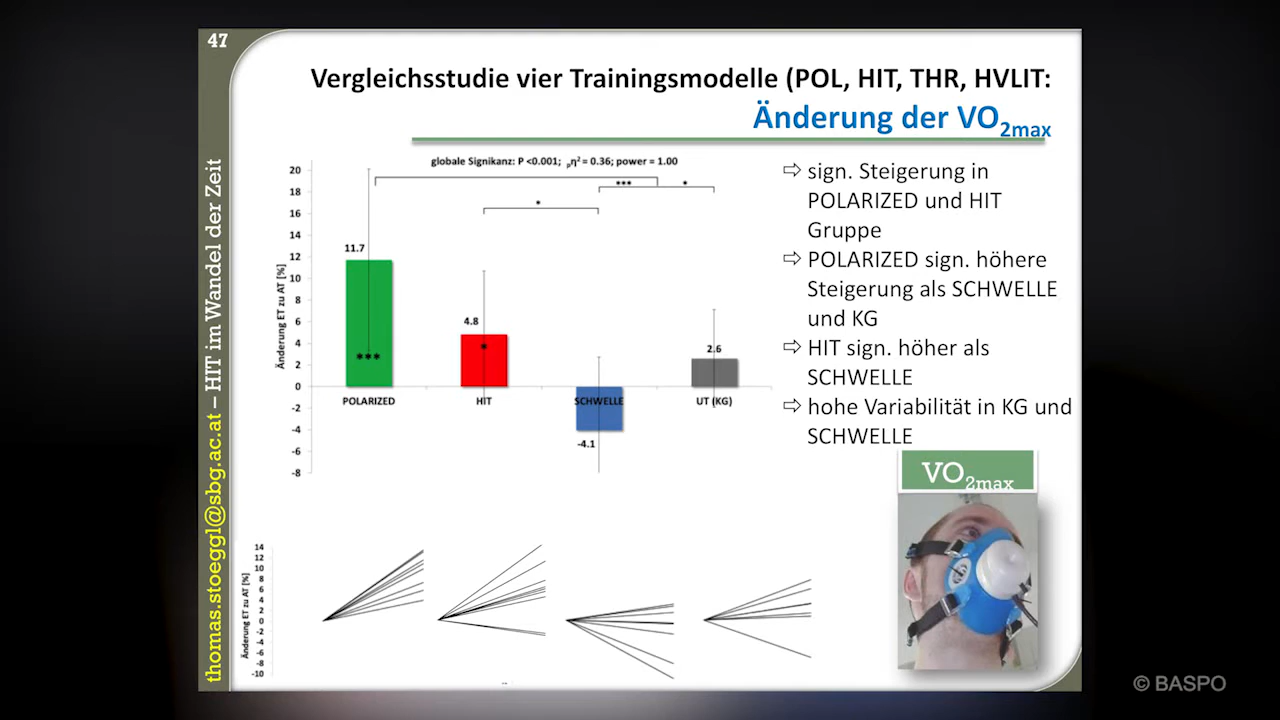 47
Vergleichsstudie vier Trainingsmodelle (POL, HIT, THR, HVLIT:
Änderung der VO2max
thomas.stoeggl@sbg.ac.at – HIT im Wandel der Zeit
globale Signikanz: P <0.001; pη² = 0.36; power = 1.00
Änderung ET zu AT [%]
20
18
16
14
12
10
8
6
4
2
0
-2
-4
-6
-8
***
*
*
11.7
4.8
-4.1
2.6
***
*
POLARIZED
HIT
SCHWELLE
UT (KG)
⇨ sign. Steigerung in
POLARIZED und HIT
Gruppe
⇨ POLARIZED sign. höhere
Steigerung als SCHWELLE
und KG
⇨ HIT sign. höher als
SCHWELLE
⇨ hohe Variabilität in KG und
SCHWELLE
VO2max
Änderung ET zu AT [%]
14
12
10
8
6
4
2
0
-2
-4
-6
-8
-10
© BASPO